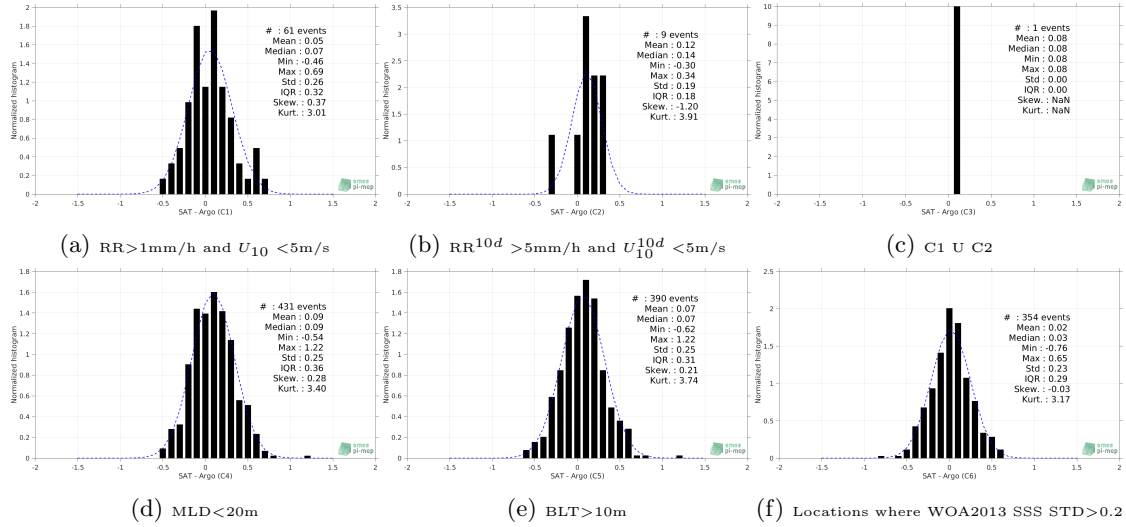 Normalized histogram
2
1.8
1.6
1.4
1.2
1
0.8
0.6
0.4
0.2
0
# : 61 events
Mean : 0.05
Median : 0.07
Min : -0.46
Max : 0.69
Std : 0.26
IQR : 0.32
Skew. : 0.37
Kurt. : 3.01
smos
pi-mep
-2 -1.5 -1 -0.5 0 0.5 1 1.5 2
SAT - Argo (C1)
(a) RR>1mm/h and U10 <5m/s
Normalized histogram
3.5
3
2.5
2
1.5
1
0.5
0
# : 9 events
Mean : 0.12
Median : 0.14
Min : -0.30
Max : 0.34
Std : 0.19
IQR : 0.18
Skew. : -1.20
Kurt. : 3.91
smos
pi-mep
-2 -1.5 -1 -0.5 0 0.5 1 1.5 2
SAT - Argo (C2)
(b) RR10d >5mm/h and U10 10d <5m/s
Normalized histogram
10
9
8
7
6
5
4
3
2
1
0
# : 1 events
Mean : 0.08
Median : 0.08
Min : 0.08
Max : 0.08
Std : 0.00
IQR : 0.00
Skew. : NaN
Kurt. : NaN
smos
pi-mep
-2 -1.5 -1 -0.5 0 0.5 1 1.5 2
SAT - Argo (C3)
(c) C1 U C2
Normalized histogram
1.8
1.6
1.4
1.2
1
0.8
0.6
0.4
0.2
0
# : 431 events
Mean : 0.09
Median : 0.09
Min : -0.54
Max : 1.22
Std : 0.25
IQR : 0.36
Skew. : 0.28
Kurt. : 3.40
smos
pi-mep
-2 -1.5 -1 -0.5 0 0.5 1 1.5 2
SAT - Argo (C4)
(d) MLD<20m
Normalized histogram
1.8
1.6
1.4
1.2
1
0.8
0.6
0.4
0.2
0
# : 390 events
Mean : 0.07
Median : 0.07
Min : -0.62
Max : 1.22
Std : 0.25
IQR : 0.31
Skew. : 0.21
Kurt. : 3.74
smos
pi-mep
-2 -1.5 -1 -0.5 0 0.5 1 1.5 2
SAT - Argo (C5)
(e) BLT>10m
Normalized histogram
2.5
2
1.5
1
0.5
0
# : 354 events
Mean : 0.02
Median : 0.03
Min : -0.76
Max : 0.65
Std : 0.23
IQR : 0.29
Skew. : -0.03
Kurt. : 3.17
smos
pi-mep
-2 -1.5 -1 -0.5 0 0.5 1 1.5 2
SAT - Argo (C6)
(f) Locations where WOA2013 SSS STD>0.2